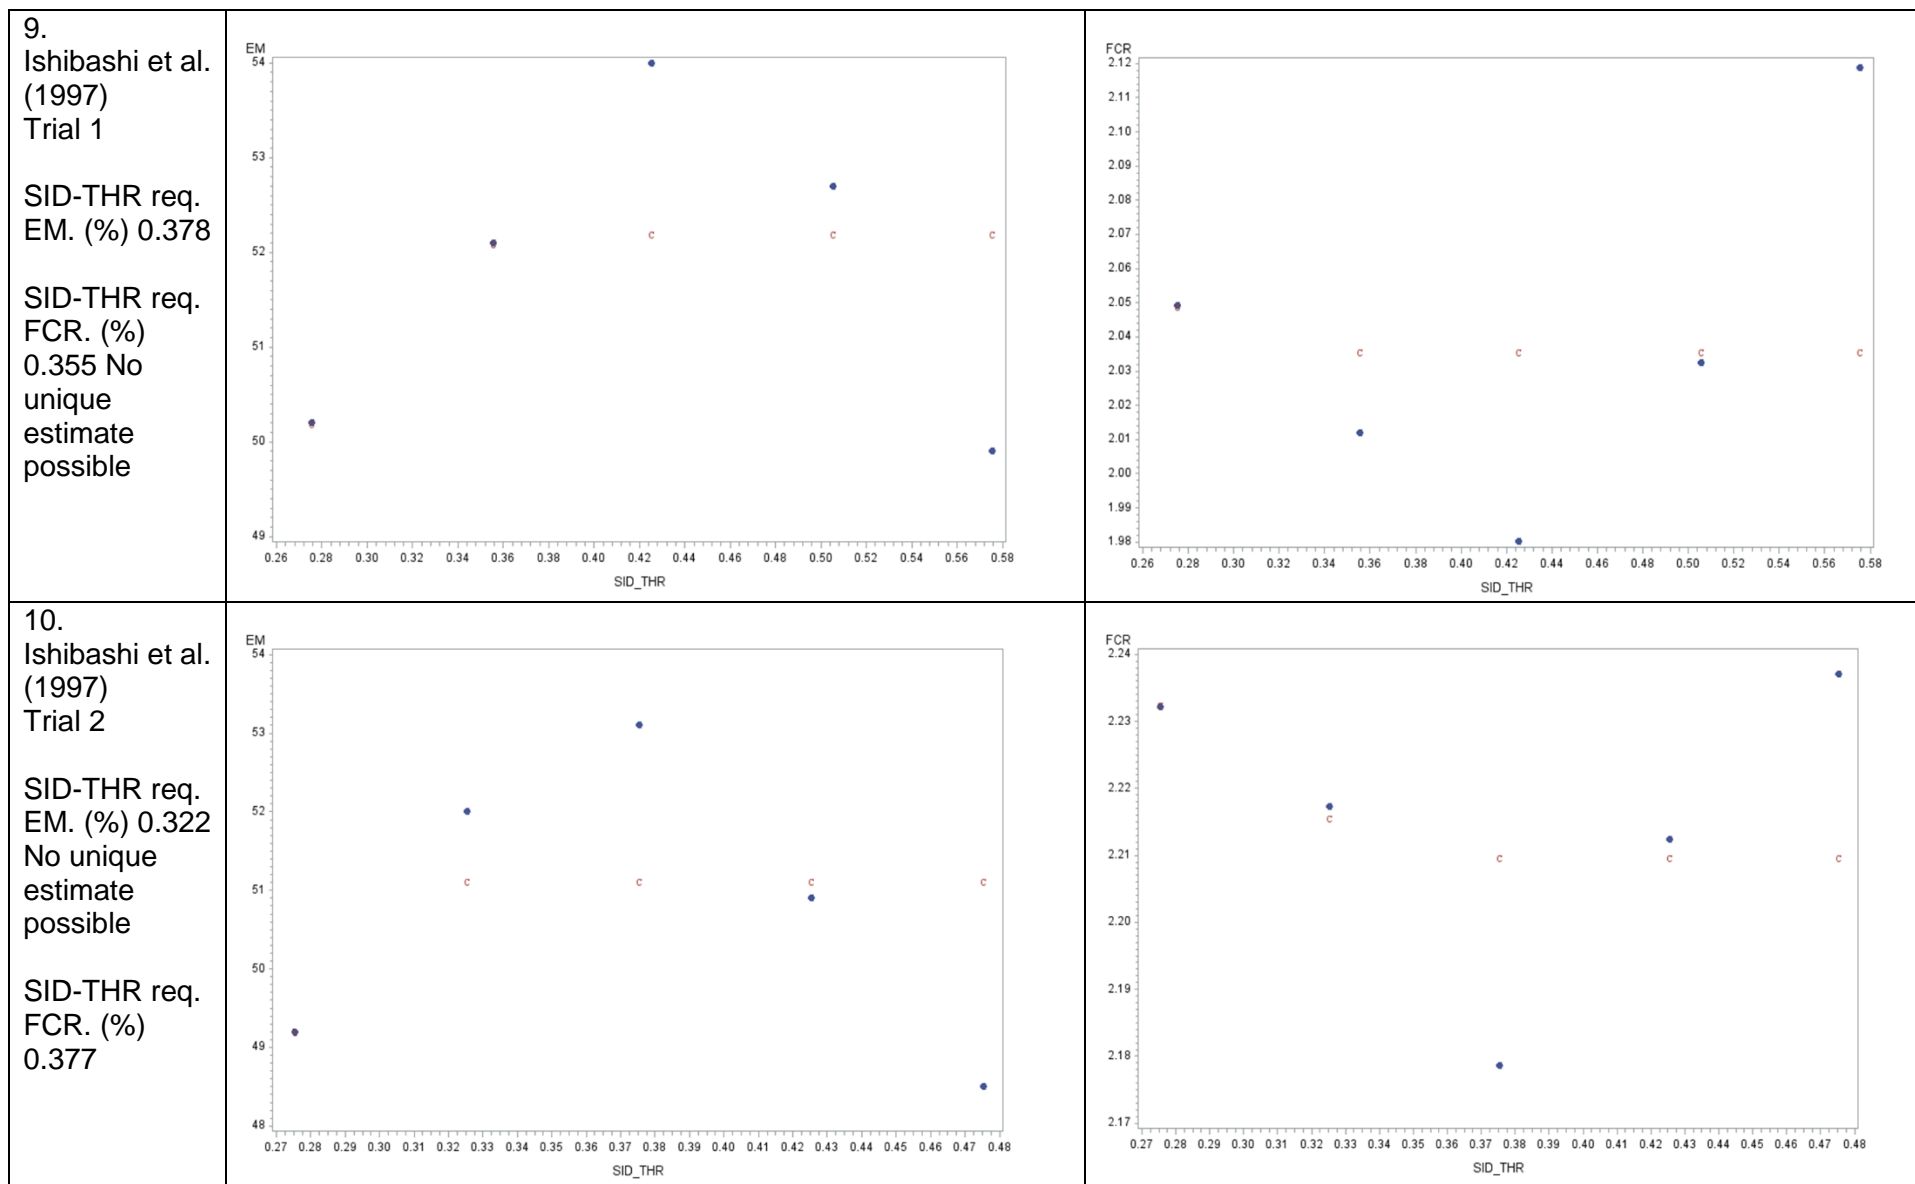 9.
Ishibashi et al.
(1997)
Trial 1
SID-THR req.
EM. (%) 0.378
SID-THR req.
FCR. (%)
0.355 No
unique
estimate
possible
EM
54
53
52
51
50
49
C C C
0.26 0.28 0.30 0.32 0.34 0.36 0.38 0.40 0.42 0.44 0.46 0.48 0.50 0.52 0.54 0.56 0.58
SID_THR
FCR
2.12
2.11
2.10
2.09
2.08
2.07
2.06
2.05
2.04
2.03
2.02
2.01
2.00
1.99
1.98
C C C C
0.26 0.28 0.30 0.32 0.34 0.36 0.38 0.40 0.42 0.44 0.46 0.48 0.50 0.52 0.54 0.56 0.58
SID_THR
10.
Ishibashi et al.
(1997)
Trial 2
SID-THR req.
EM. (%) 0.322
No unique
estimate
possible
SID-THR req.
FCR. (%)
0.377
EM
54
53
52
51
50
49
48
C C C C
0.27 0.28 0.29 0.30 0.31 0.32 0.33 0.34 0.35 0.36 0.37 0.38 0.39 0.40 0.41 0.42 0.43 0.44 0.45 0.46 0.47 0.48
SID_THR
FCR
2.24
2.23
2.22
2.21
2.20
2.19
2.18
2.17
C
C C C
0.27 0.28 0.29 0.30 0.31 0.32 0.33 0.34 0.35 0.36 0.37 0.38 0.39 0.40 0.41 0.42 0.43 0.44 0.45 0.46 0.47 0.48
SID_THR